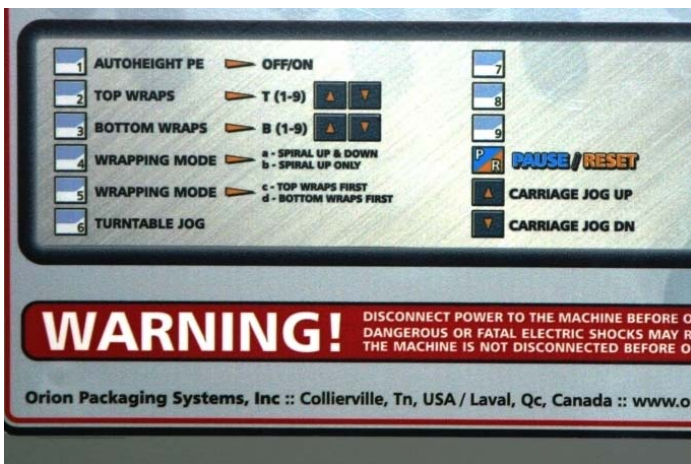 1 AUTOHEIGHT PE OFF/ON
2 TOP WRAPS T (1-9)
3 BOTTOM WRAPS B (1-9)
4 WRAPPING MODE a - SPIRAL UP & DOWN
b - SPIRAL UP ONLY
5 WRAPPING MODE c - TOP WRAPS FIRST
d - BOTTOM WRAPS FIRST
6 TURNTABLE JOG
7
8
9
P/R PAUSE/RESET
CARRIAGE JOG UP
CARRIAGE JOG DN
WARNING!
DISCONNECT POWER TO THE MACHINE BEFORE
DANGEROUS OR FATAL ELECTRIC SHOCKS MAY
THE MACHINE IS NOT DISCONNECTED BEFORE
Orion Packaging Systems, Inc :: Collierville, Tn, USA / Laval, Qc, Canada :: www.o